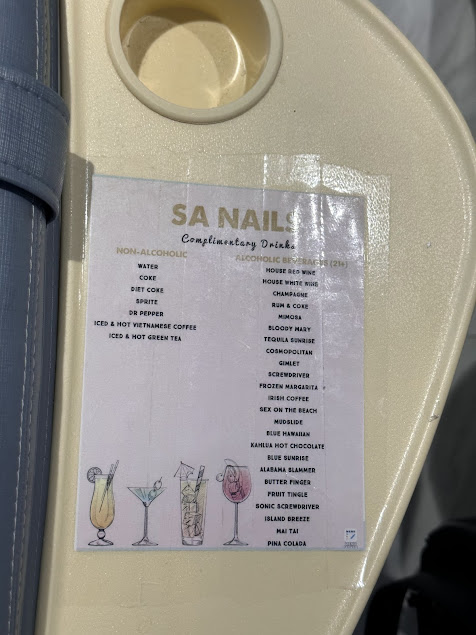 SA NAILS
Complimentary Drinks
NON-ALCOHOLIC
WATER
COKE
DIET COKE
SPRITE
DR PEPPER
ICED & HOT VIETNAMESE COFFEE
ICED & HOT GREEN TEA
ALCOHOLIC BEVERAGES (21+)
HOUSE RED WINE
HOUSE WHITE WINE
CHAMPAGNE
RUM & COKE
MIMOSA
BLOODY MARY
TEQUILA SUNRISE
COSMOPOLITAN
GIMLET
SCREWDRIVER
FROZEN MARGARITA
IRISH COFFEE
SEX ON THE BEACH
MUDSLIDE
BLUE HAWAIIAN
KAHLUA HOT CHOCOLATE
BLUE SUNRISE
ALABAMA SLAMMER
BUTTER FINGER
FRUIT TINGLE
SONIC SCREWDRIVER
ISLAND BREEZE
MAI TAI
PINA COLADA